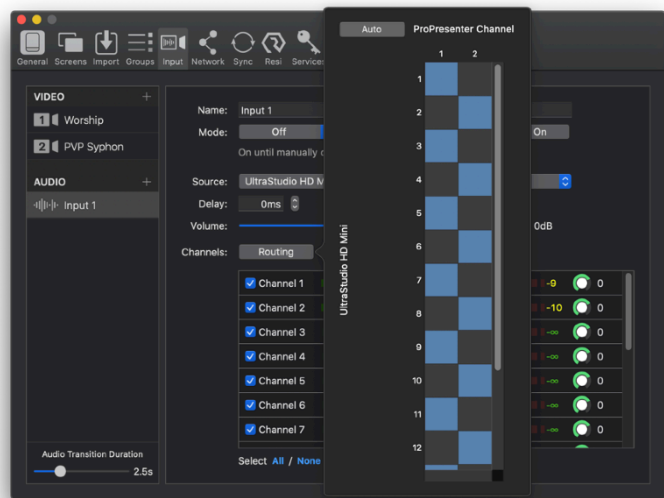 Auto ProPresenter Channel
General Screens Import Groups Input Network Sync Resi Services
1 2
VIDEO +
1 Worship
2 PVP Syphon
AUDIO +
Input 1
Audio Transition Duration
2.5s
Name: Input 1
Mode: Off On
On until manually
Source: UltraStudio HD M
Delay: 0ms
Volume: 0dB
Channels: Routing
Channel 1 -9 0
Channel 2 -10 0
Channel 3 -∞ 0
Channel 4 -∞ 0
Channel 5 -∞ 0
Channel 6 -∞ 0
Channel 7 -∞ 0
Select All / None
UltraStudio HD Mini
1
2
3
4
5
6
7
8
9
10
11
12